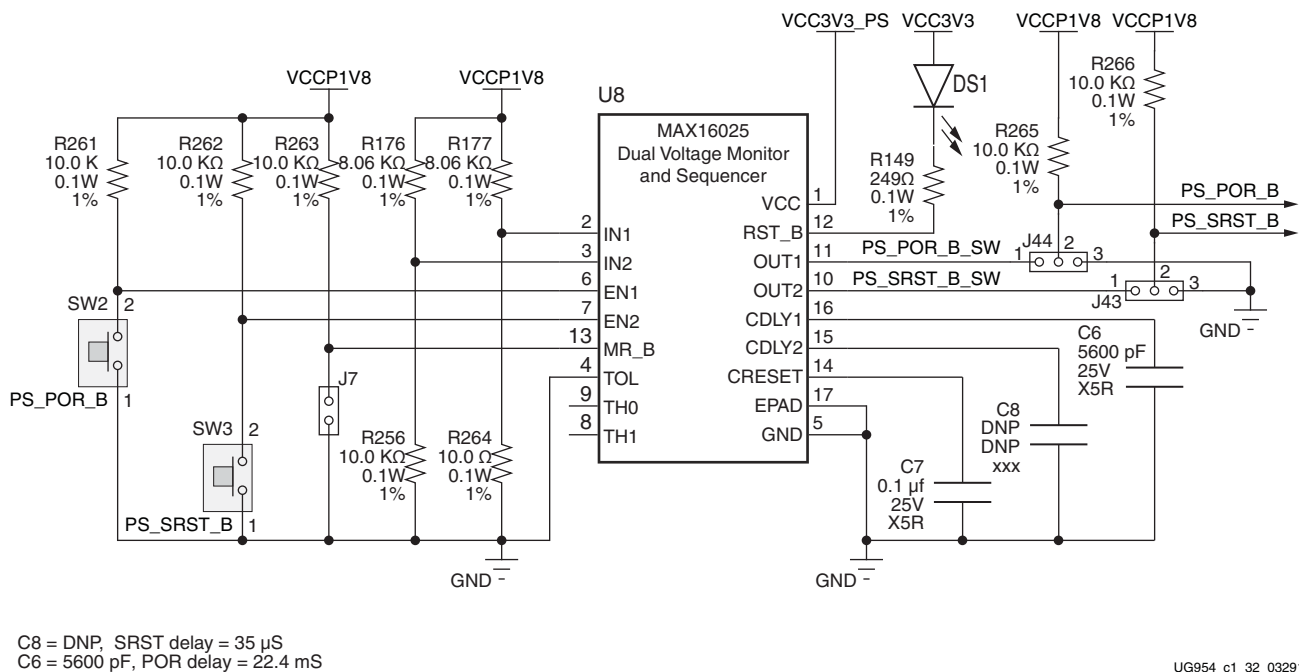 VCC3V3_PS
VCC3V3
VCCP1V8
VCCP1V8
R266
10.0 KΩ
0.1W
1%
VCCP1V8
VCCP1V8
U8
DS1
MAX16025
Dual Voltage Monitor
and Sequencer
R261
10.0 K
0.1W
1%
R262
10.0 KΩ
0.1W
1%
R263
10.0 KΩ
0.1W
1%
R176
8.06 KΩ
0.1W
1%
R177
8.06 KΩ
0.1W
1%
R149
249Ω
0.1W
1%
R265
10.0 KΩ
0.1W
1%
PS_POR_B
PS_SRST_B
2 IN1
3 IN2
6 EN1
7 EN2
13 MR_B
4 TOL
9 TH0
8 TH1
VCC 1
RST_B 12
OUT1 11
OUT2 10
CDLY1 16
CDLY2 15
CRESET 14
EPAD 17
GND 5
PS_POR_B_SW
PS_SRST_B_SW
1 J44 2 3
1 2 3
J43
GND -
SW2 2
PS_POR_B 1
SW3 2
PS_SRST_B 1
J7
R256
10.0 KΩ
0.1W
1%
R264
10.0 Ω
0.1W
1%
C6
5600 pF
25V
X5R
C8
DNP
DNP
xxx
C7
0.1 µf
25V
X5R
GND -
GND -
C8 = DNP, SRST delay = 35 µS
C6 = 5600 pF, POR delay = 22.4 mS
UG954_c1_32_0329